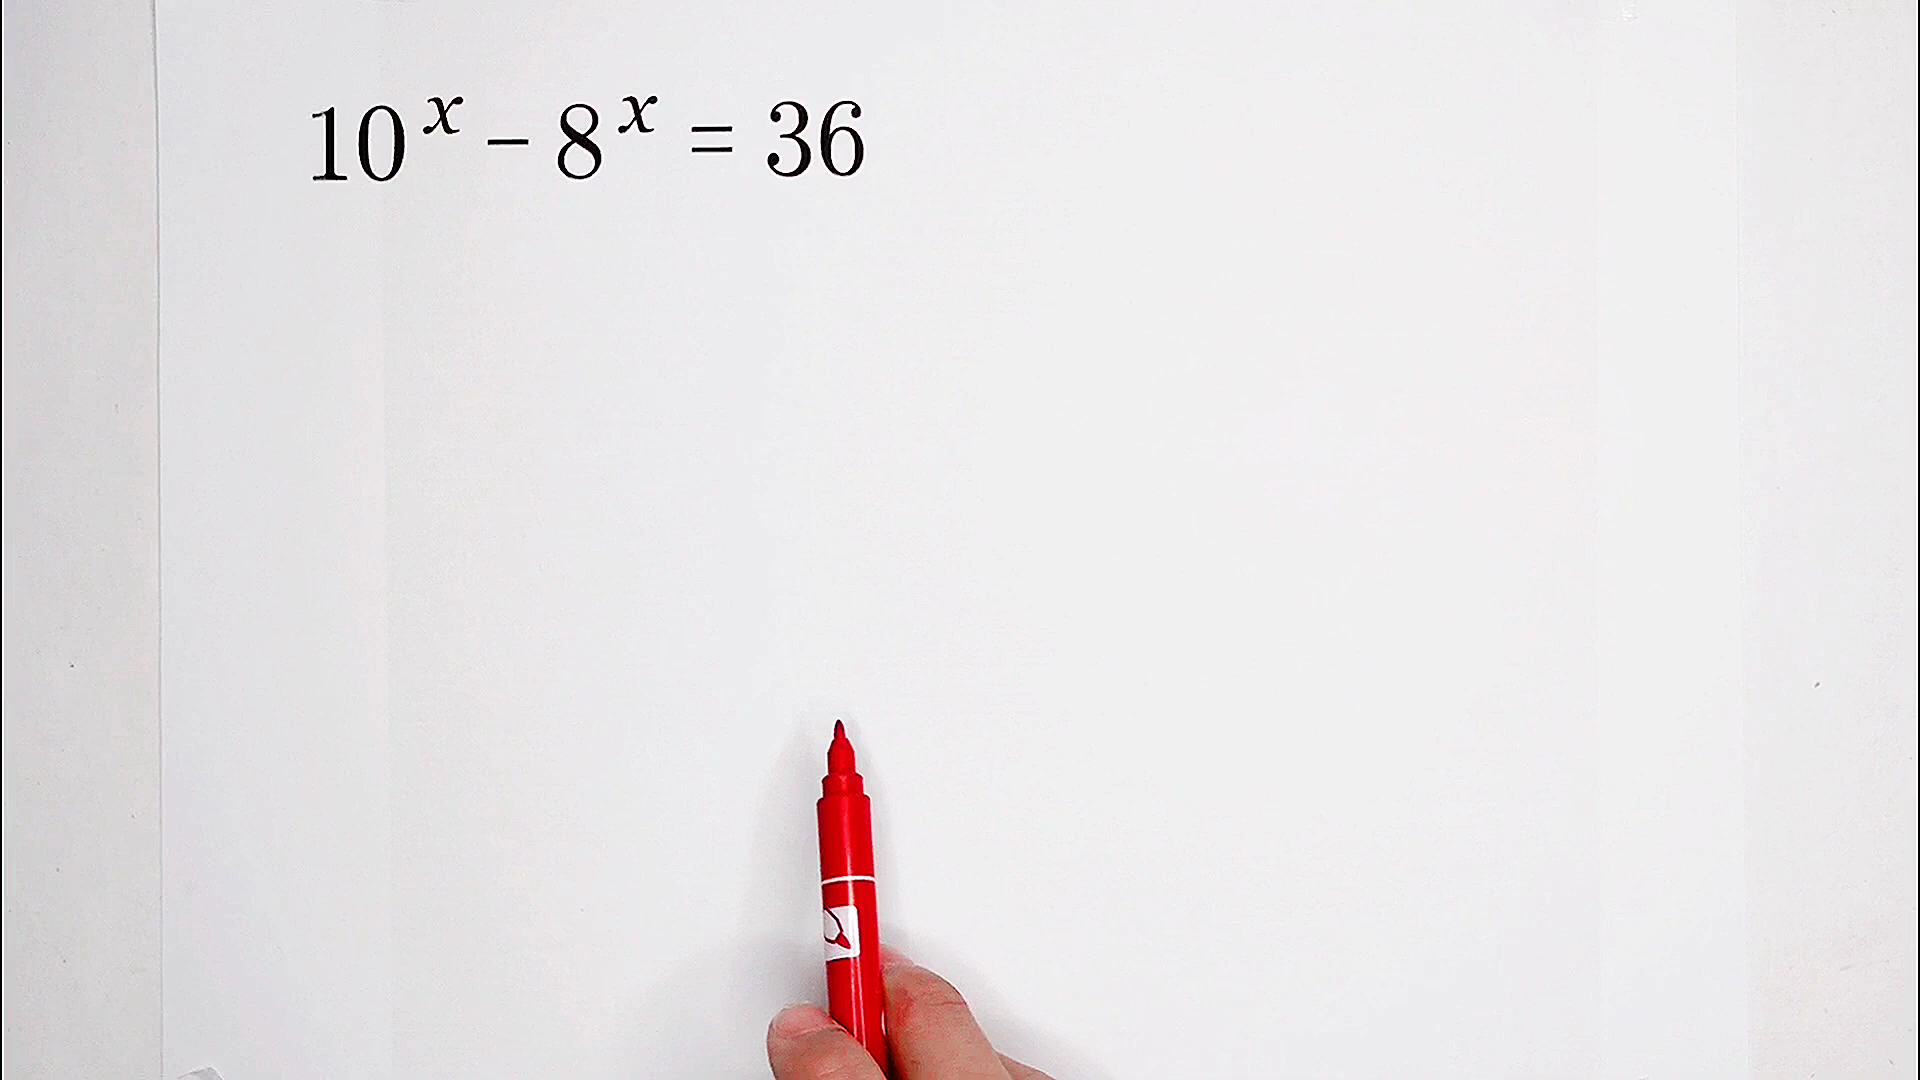 10^x − 8^x = 36